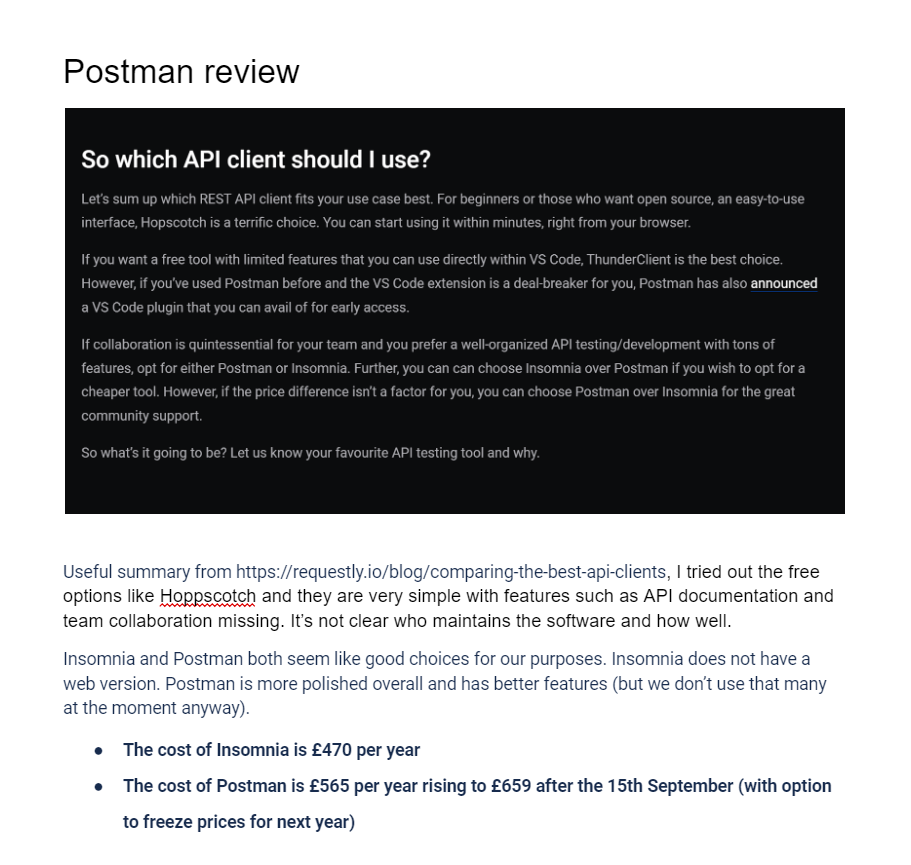 Postman review
So which API client should I use?
Let's sum up which REST API client fits your use case best. For beginners or those who want open source, an easy-to-use
interface, Hopscotch is a terrific choice. You can start using it within minutes, right from your browser.
If you want a free tool with limited features that you can use directly within VS Code, ThunderClient is the best choice.
However, if you've used Postman before and the VS Code extension is a deal-breaker for you, Postman has also announced
a VS Code plugin that you can avail of for early access.
If collaboration is quintessential for your team and you prefer a well-organized API testing/development with tons of
features, opt for either Postman or Insomnia. Further, you can can choose Insomnia over Postman if you wish to opt for a
cheaper tool. However, if the price difference isn't a factor for you, you can choose Postman over Insomnia for the great
community support.
So what's it going to be? Let us know your favourite API testing tool and why.
Useful summary from https://requestly.io/blog/comparing-the-best-api-clients, I tried out the free
options like Hoppscotch and they are very simple with features such as API documentation and
team collaboration missing. It's not clear who maintains the software and how well.
Insomnia and Postman both seem like good choices for our purposes. Insomnia does not have a
web version. Postman is more polished overall and has better features (but we don't use that many
at the moment anyway).
● The cost of Insomnia is £470 per year
● The cost of Postman is £565 per year rising to £659 after the 15th September (with option
to freeze prices for next year)